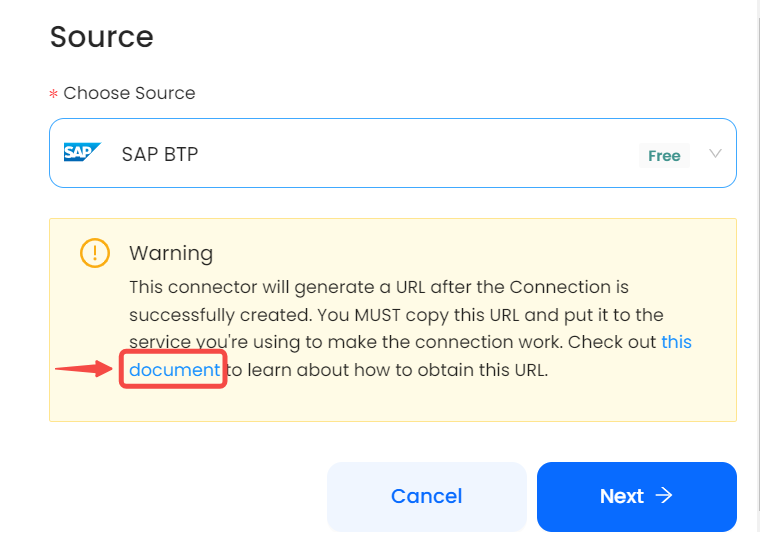 Source
* Choose Source
SAP SAP BTP Free
Warning
This connector will generate a URL after the Connection is
successfully created. You MUST copy this URL and put it to the
service you're using to make the connection work. Check out this
document to learn about how to obtain this URL.
Cancel Next →